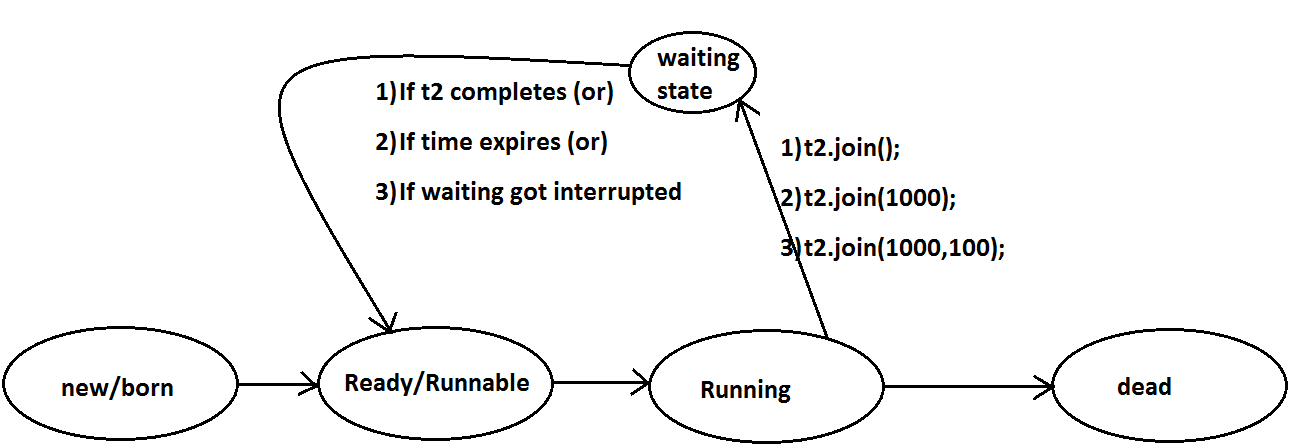 waiting
state
1)If t2 completes (or)
2)If time expires (or)
3)If waiting got interrupted
1)t2.join();
2)t2.join(1000);
3)t2.join(1000,100);
new/born
Ready/Runnable
Running
dead